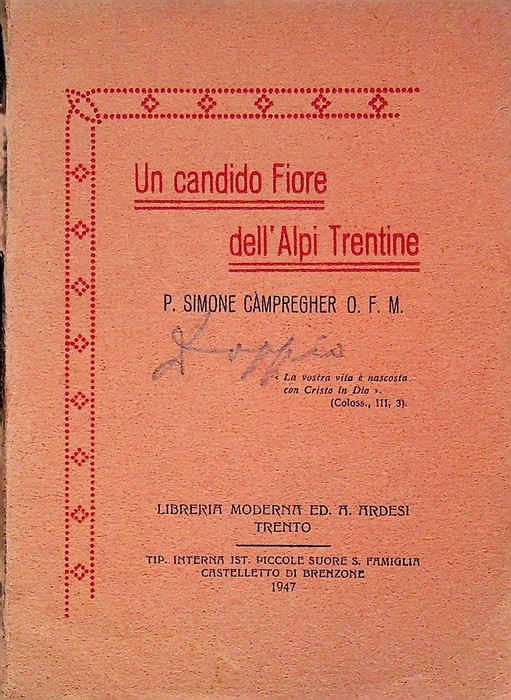 Un candido Fiore
dell'Alpi Trentine
P. SIMONE CÀMPREGHER O. F. M.
Doppio
« La vostra vita è nascosta
con Cristo in Dio ».
(Coloss., III, 3).
LIBRERIA MODERNA ED. A. ARDESI
TRENTO
TIP. INTERNA IST: PICCOLE SUORE S. FAMIGLIA
CASTELLETTO DI BRENZONE
1947